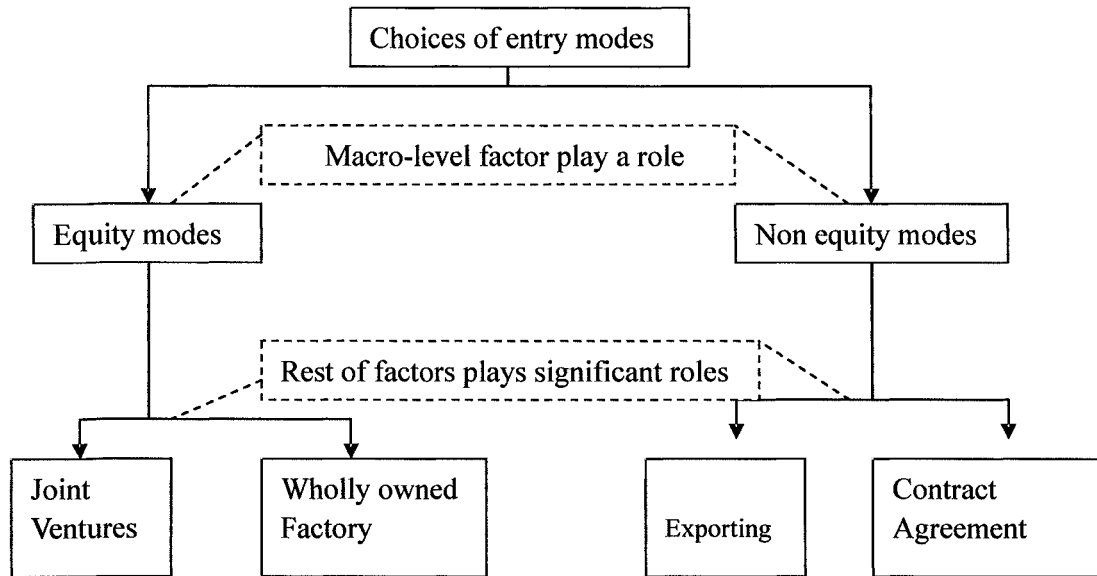 Choices of entry modes
Macro-level factor play a role
Equity modes
Non equity modes
Rest of factors plays significant roles
Joint
Ventures
Wholly owned
Factory
Exporting
Contract
Agreement